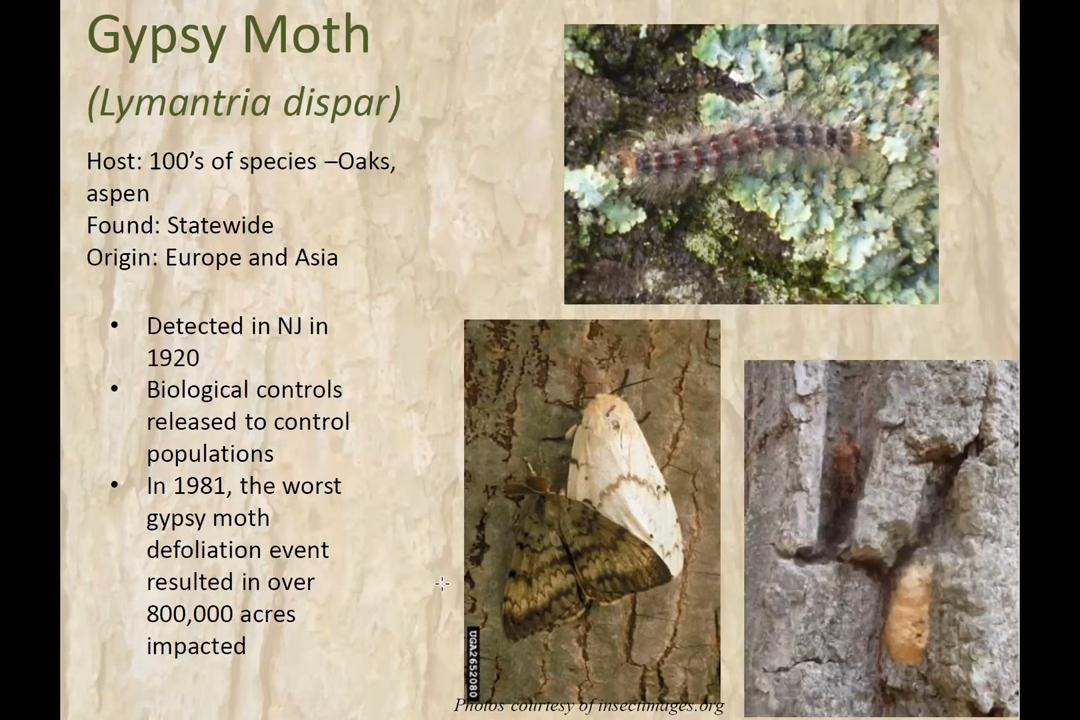 Gypsy Moth
(Lymantria dispar)
Host: 100’s of species –Oaks,
aspen
Found: Statewide
Origin: Europe and Asia
• Detected in NJ in
1920
• Biological controls
released to control
populations
• In 1981, the worst
gypsy moth
defoliation event
resulted in over
800,000 acres
impacted
UGA2652080
Photos courtesy of insectimages.org